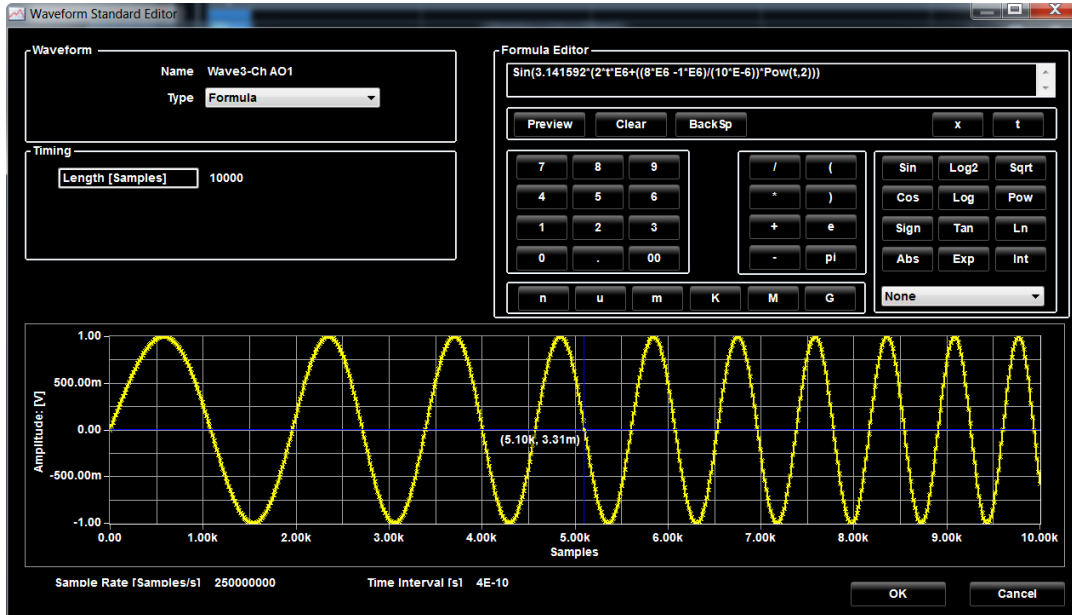 Waveform Standard Editor
Waveform
Name Wave3-Ch AO1
Type Formula
Timing
Length [Samples] 10000
Formula Editor
Sin(3.141592*(2*t*E6+((8*E6 -1*E6)/(10*E-6))*Pow(t,2)))
Preview Clear BackSp x t
7 8 9 / ( Sin Log2 Sqrt
4 5 6 * ) Cos Log Pow
1 2 3 + e Sign Tan Ln
0 . 00 - pi Abs Exp Int
n u m K M G None
1.00
500.00m
0.00
-500.00m
-1.00
Amplitude: [V]
(5.10k, 3.31m)
0.00 1.00k 2.00k 3.00k 4.00k 5.00k 6.00k 7.00k 8.00k 9.00k 10.00k
Samples
Sample Rate [Samples/s] 250000000 Time Interval [s] 4E-10
OK Cancel